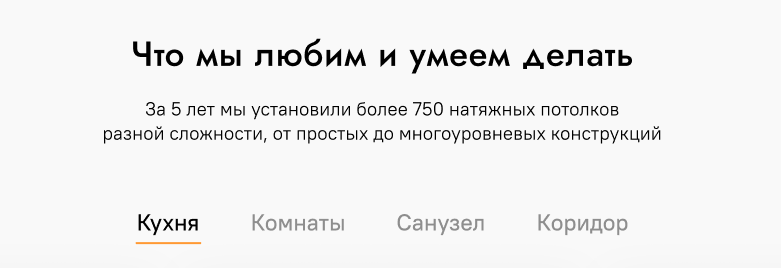 Что мы любим и умеем делать
За 5 лет мы установили более 750 натяжных потолков
разной сложности, от простых до многоуровневых конструкций
Кухня Комнаты Санузел Коридор